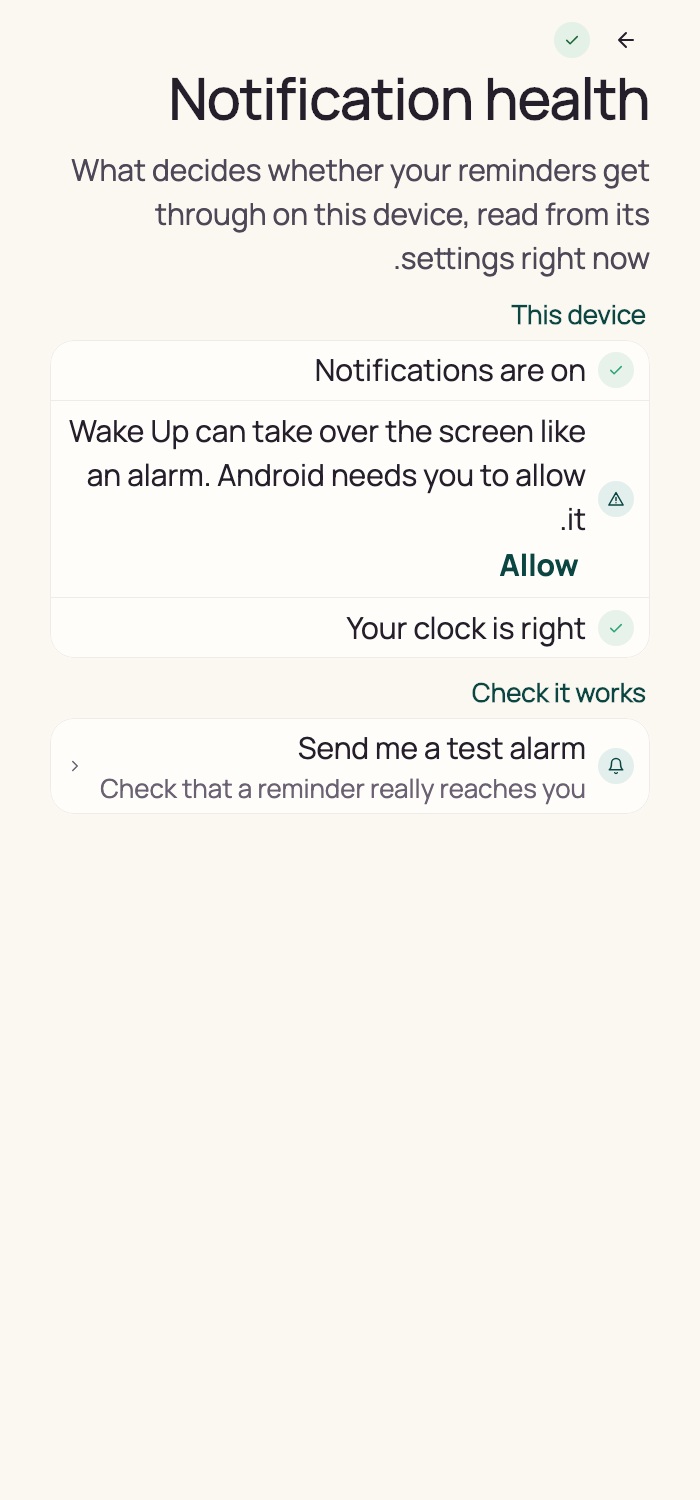 Notification health
What decides whether your reminders get
through on this device, read from its
.settings right now
This device
Notifications are on
Wake Up can take over the screen like
an alarm. Android needs you to allow
.it
Allow
Your clock is right
Check it works
Send me a test alarm
Check that a reminder really reaches you